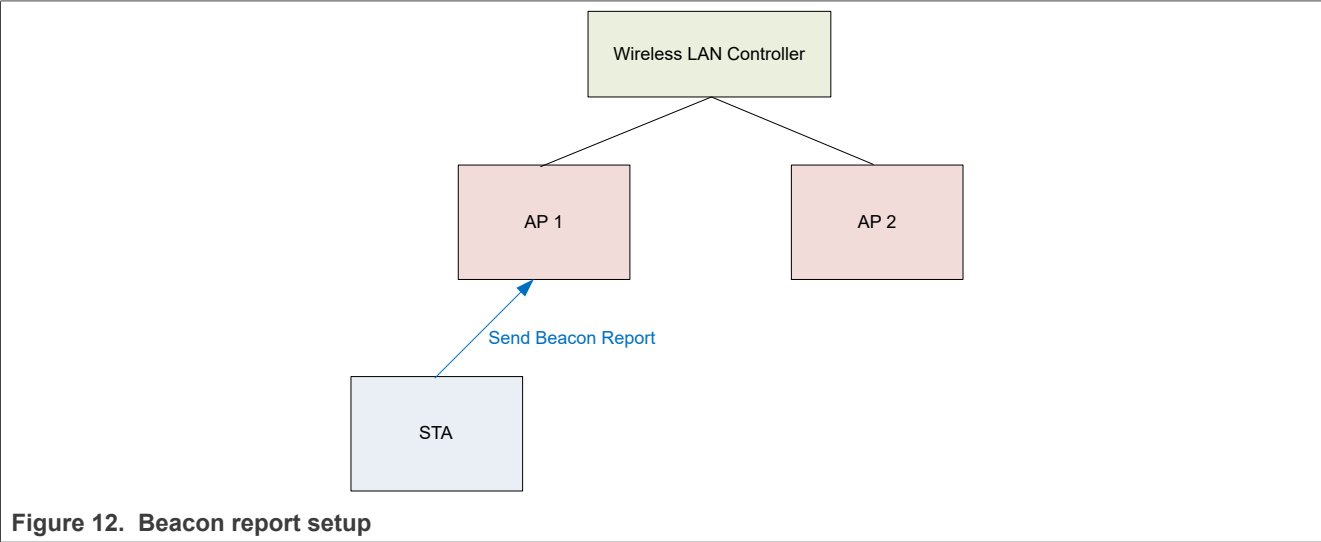 Wireless LAN Controller
AP 1
AP 2
Send Beacon Report
STA
Figure 12. Beacon report setup